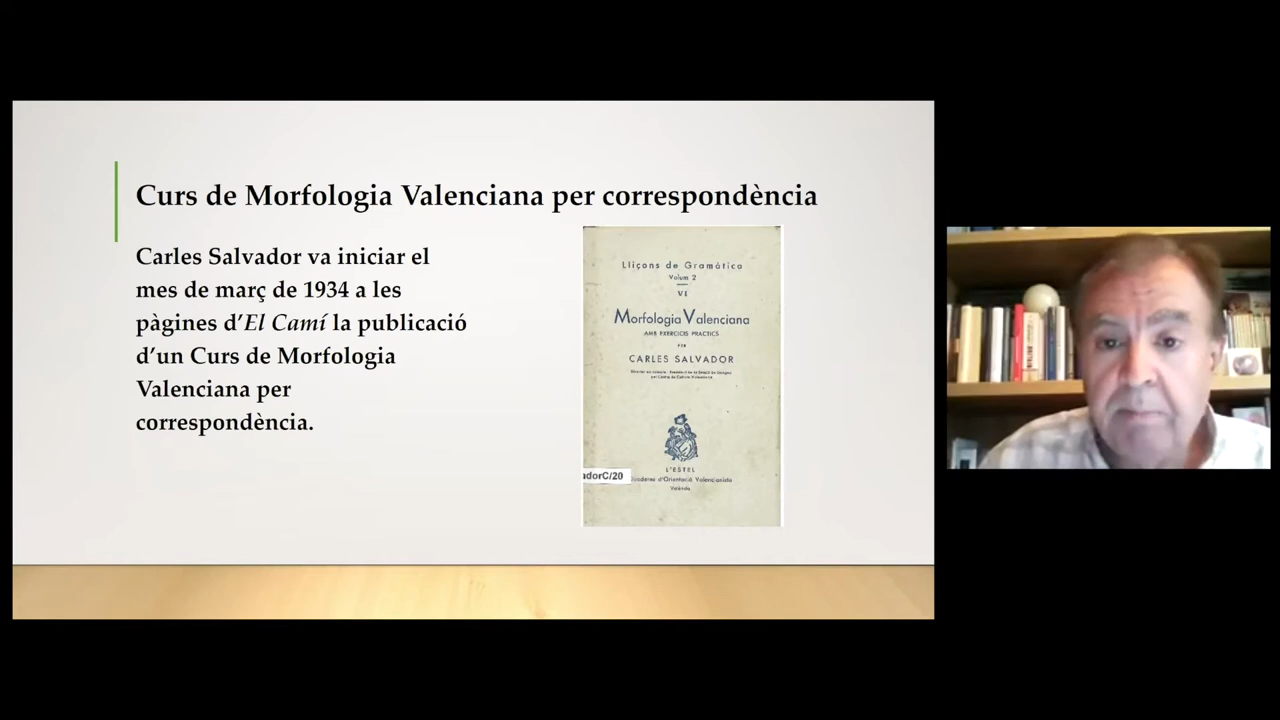 Curs de Morfologia Valenciana per correspondència
Carles Salvador va iniciar el
mes de març de 1934 a les
pàgines d’El Camí la publicació
d’un Curs de Morfologia
Valenciana per
correspondència.
Lliçons de Gramàtica
Volum 2
VI
Morfologia Valenciana
AMB EXERCICIS PRACTICS
PER
CARLES SALVADOR
L'ESTEL
Quaderns d'Orientació Valencianista
València
adorC/20